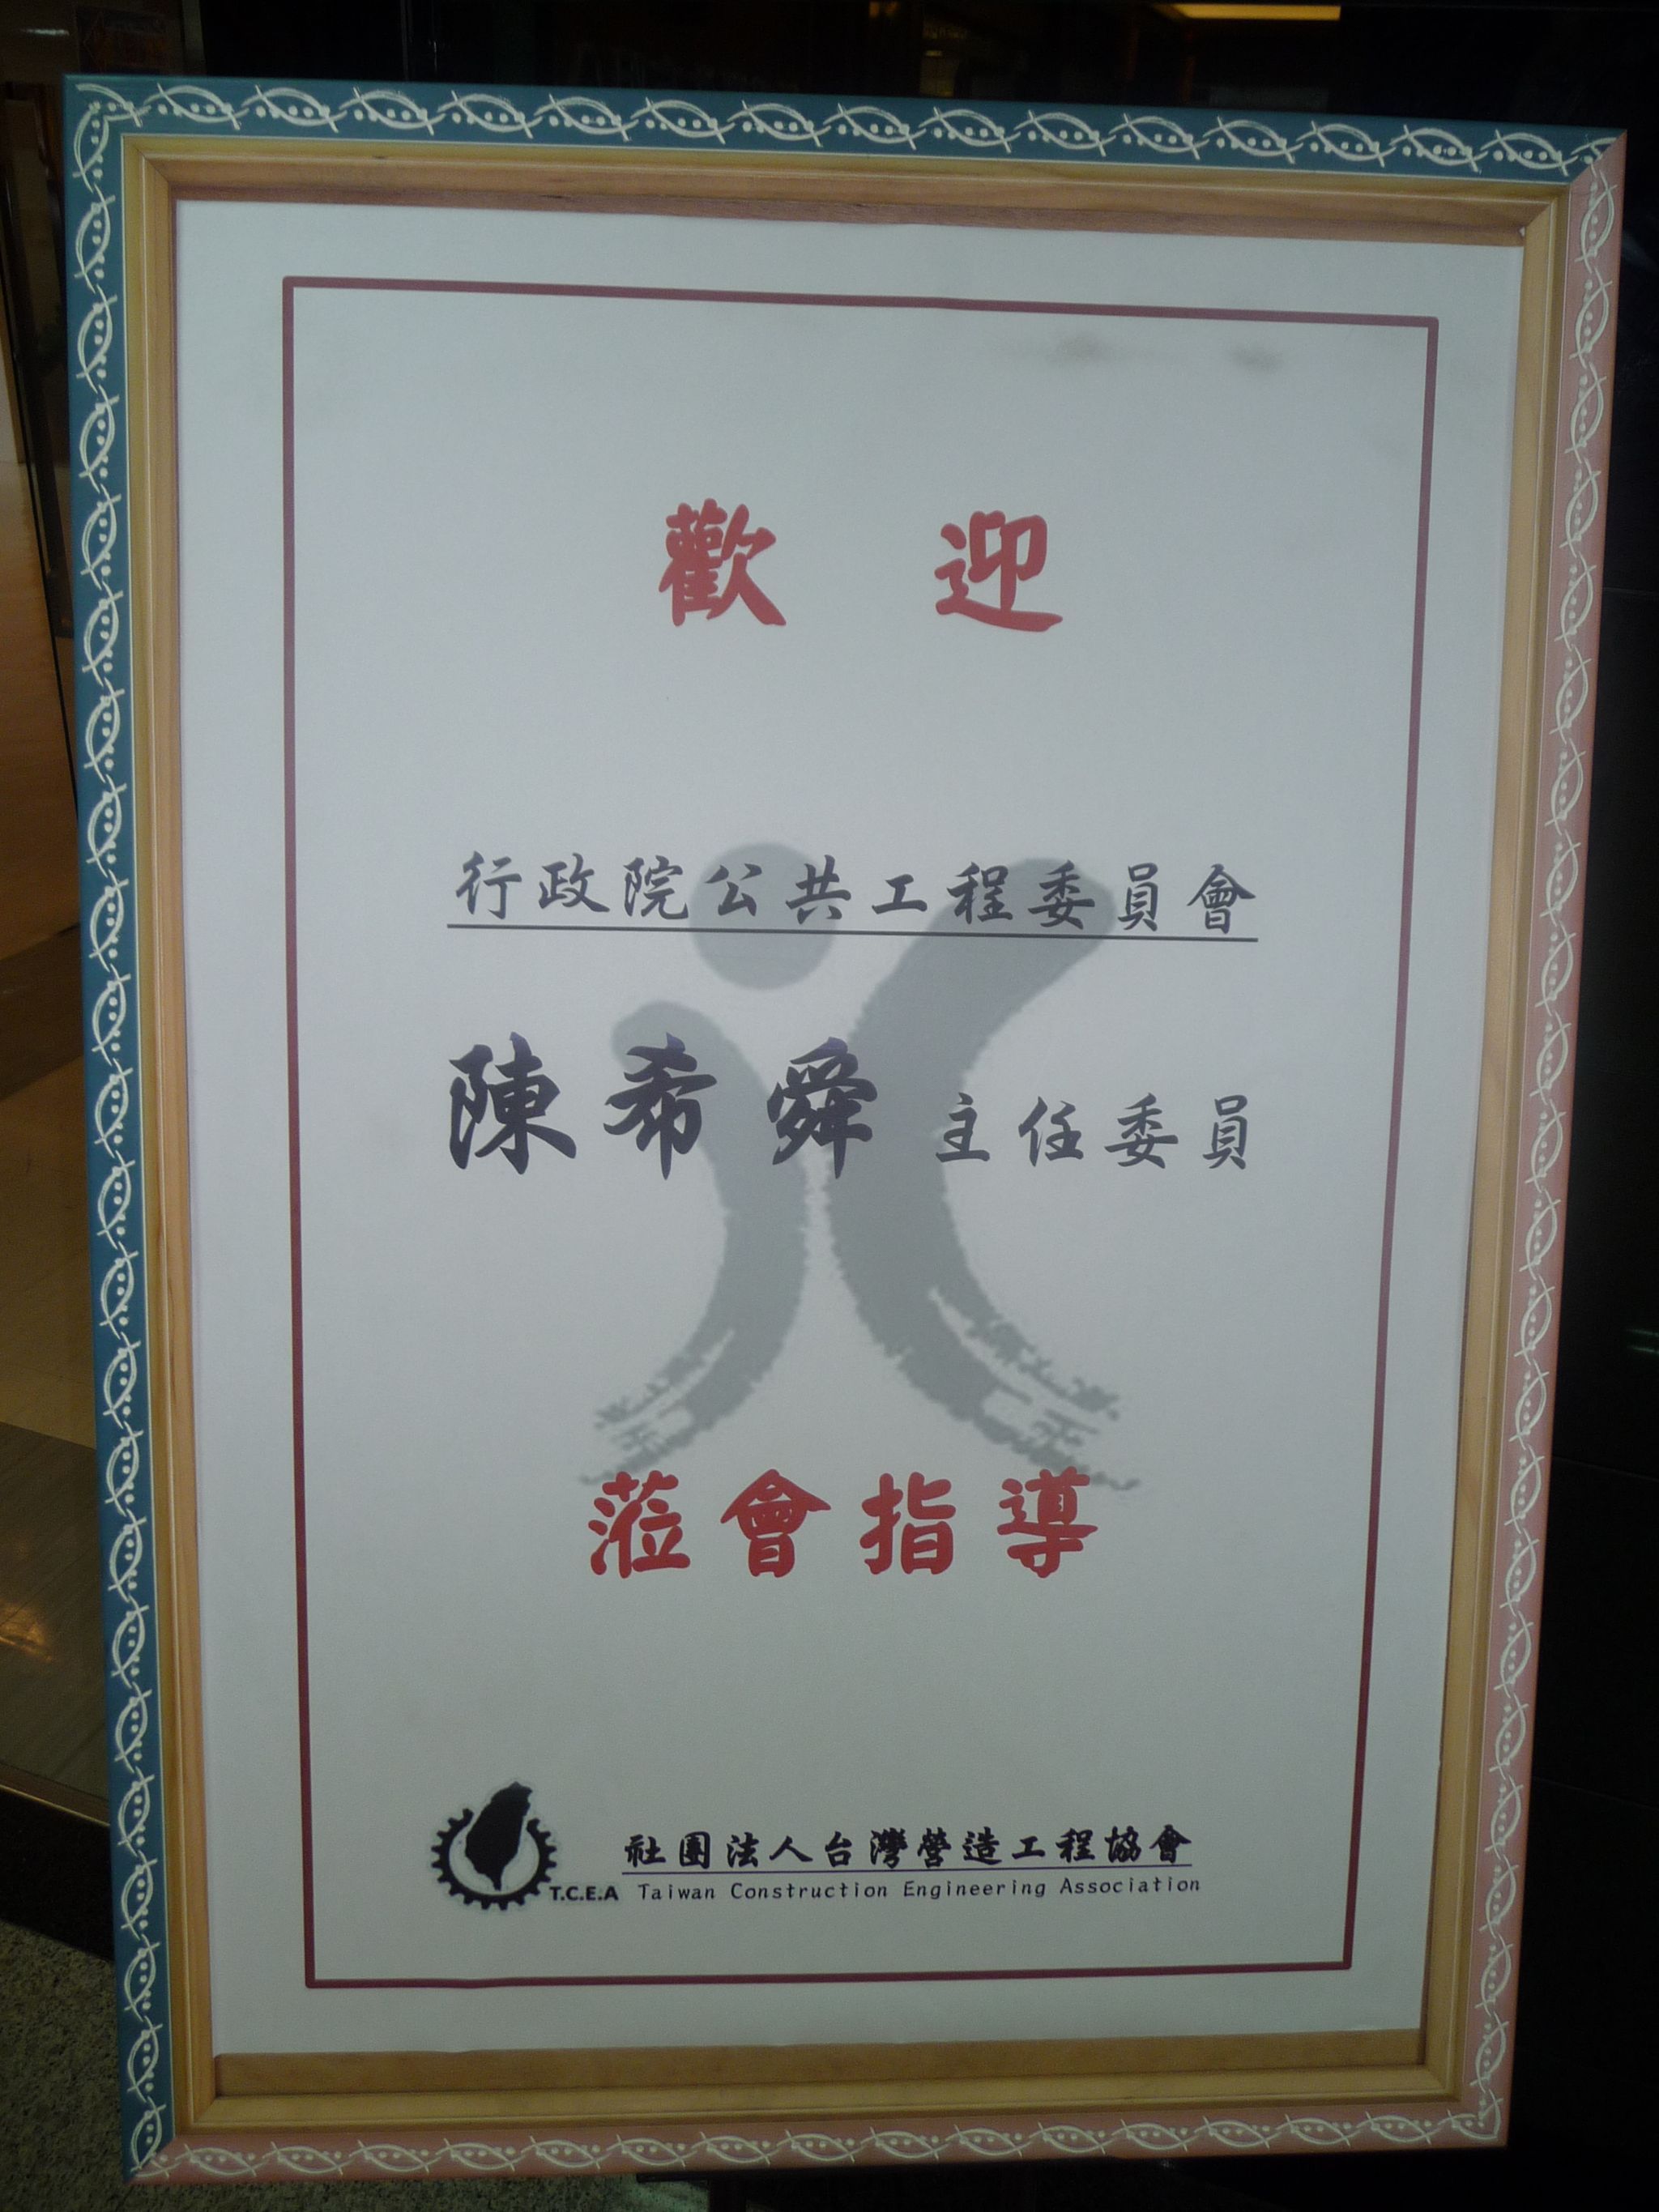 歡 迎
行政院公共工程委員會
陳希舜 主任委員
蒞會指導
社團法人台灣營造工程協會
T.C.E.A Taiwan Construction Engineering Association